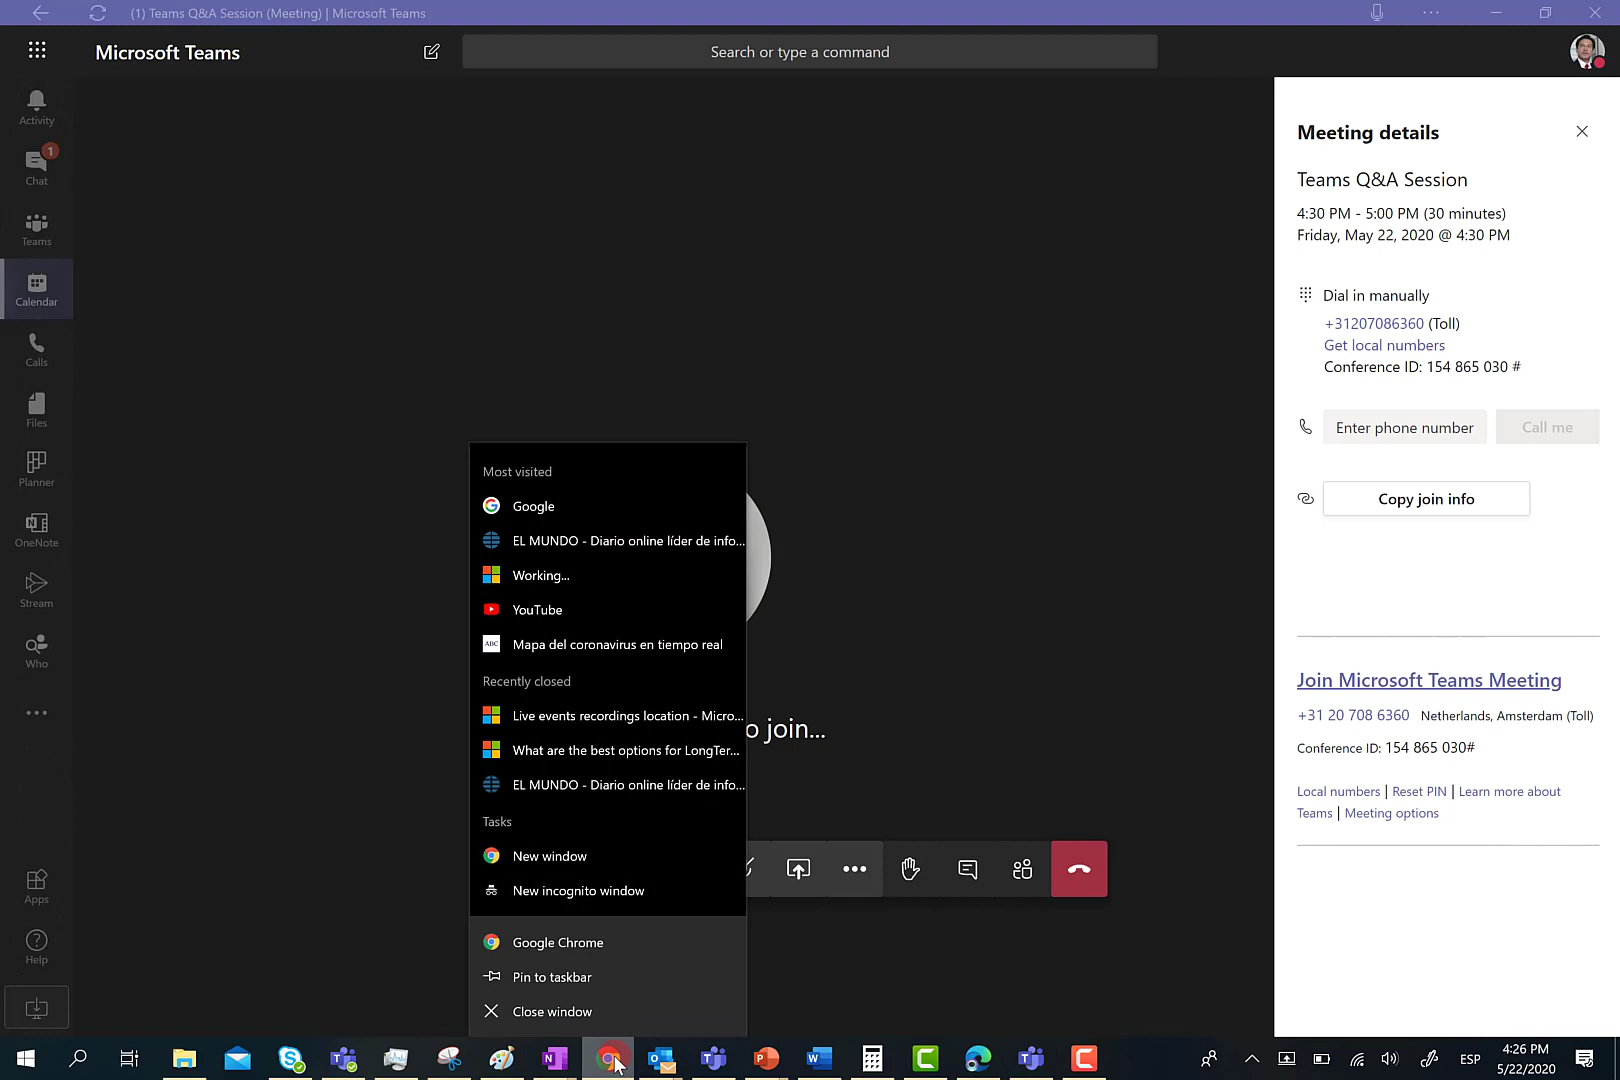 (1) Teams Q&A Session (Meeting) | Microsoft Teams
Microsoft Teams
Search or type a command
Activity
1
Chat
Teams
Calendar
Calls
Files
Planner
OneNote
Stream
Who
Apps
Help
Most visited
Google
EL MUNDO - Diario online líder de info...
Working...
YouTube
ABC
Mapa del coronavirus en tiempo real
Recently closed
Live events recordings location - Micro...
What are the best options for LongTer...
EL MUNDO - Diario online líder de info...
Tasks
New window
New incognito window
Google Chrome
Pin to taskbar
Close window
o join...
Meeting details
Teams Q&A Session
4:30 PM - 5:00 PM (30 minutes)
Friday, May 22, 2020 @ 4:30 PM
Dial in manually
+31207086360 (Toll)
Get local numbers
Conference ID: 154 865 030 #
Enter phone number
Call me
Copy join info
Join Microsoft Teams Meeting
+31 20 708 6360 Netherlands, Amsterdam (Toll)
Conference ID: 154 865 030#
Local numbers | Reset PIN | Learn more about
Teams | Meeting options
ESP
4:26 PM
5/22/2020